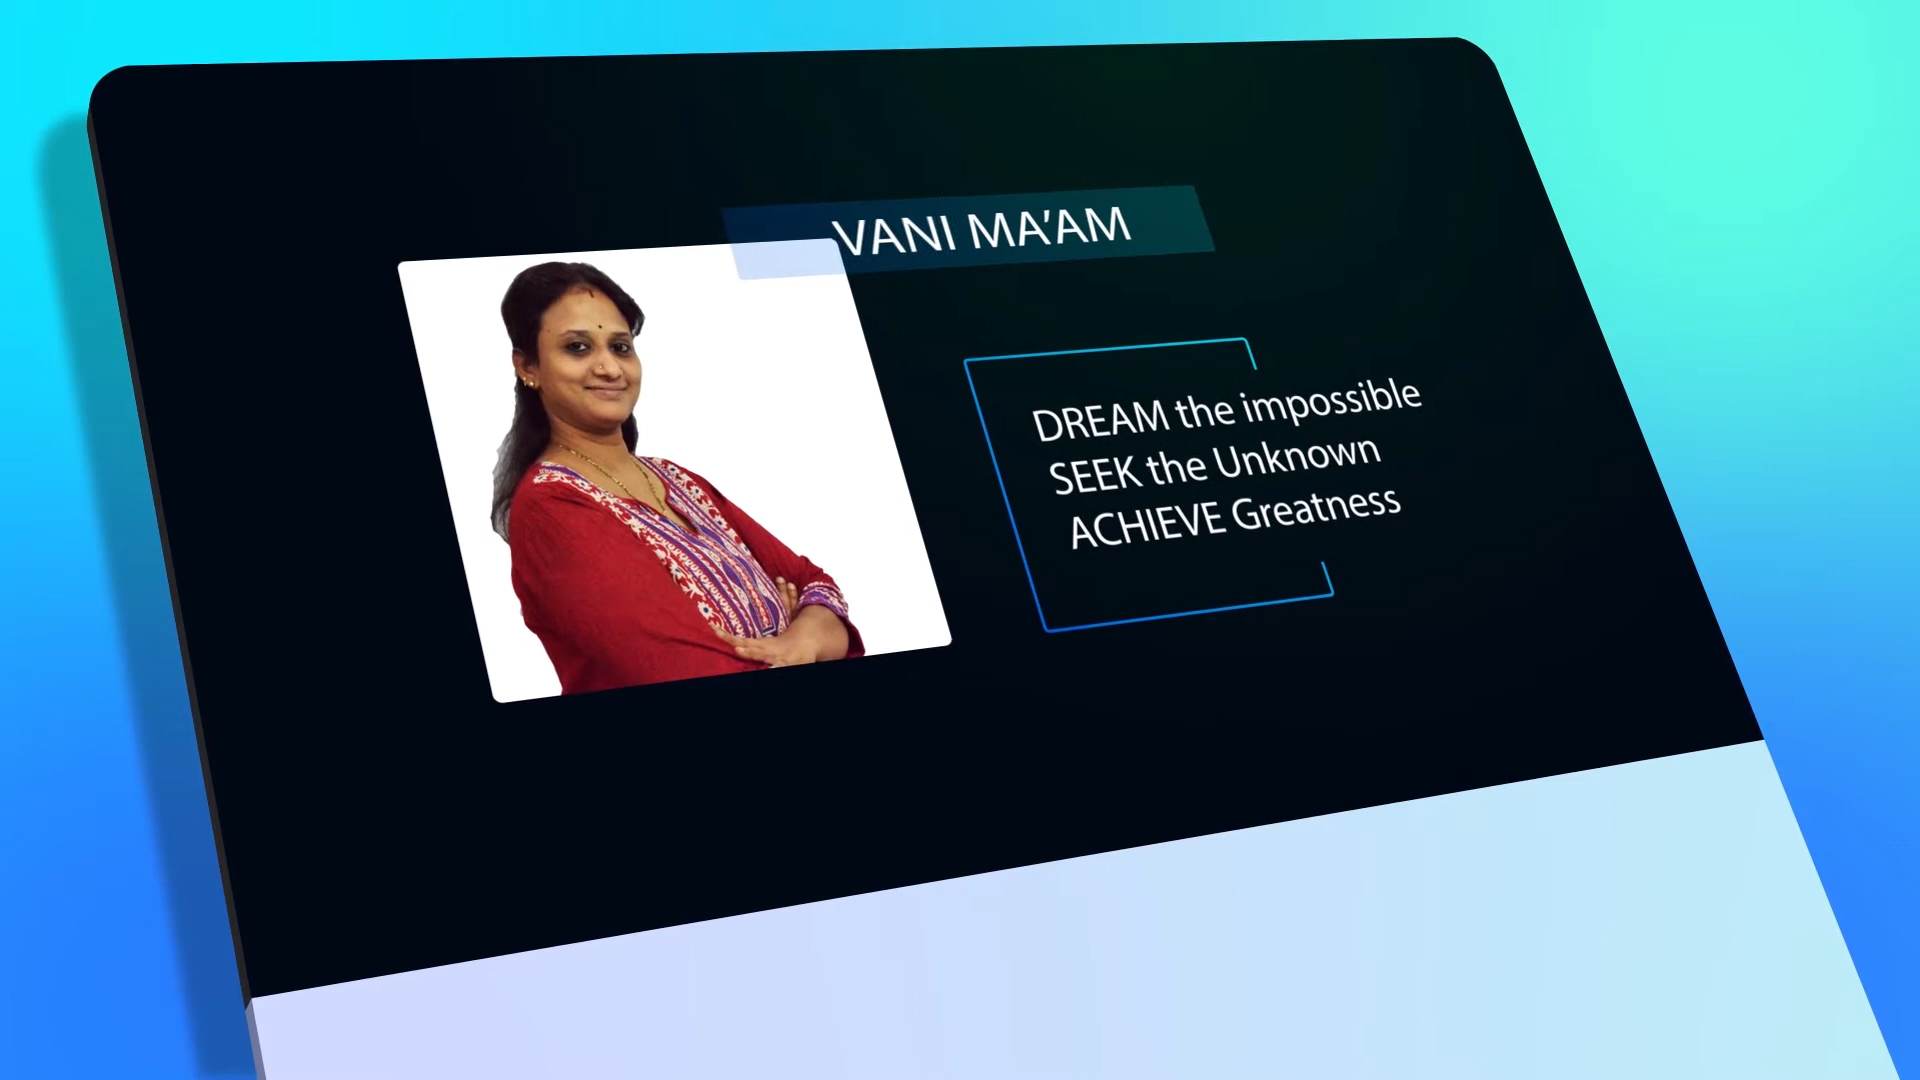 VANI MA’AM
DREAM the impossible
SEEK the Unknown
ACHIEVE Greatness